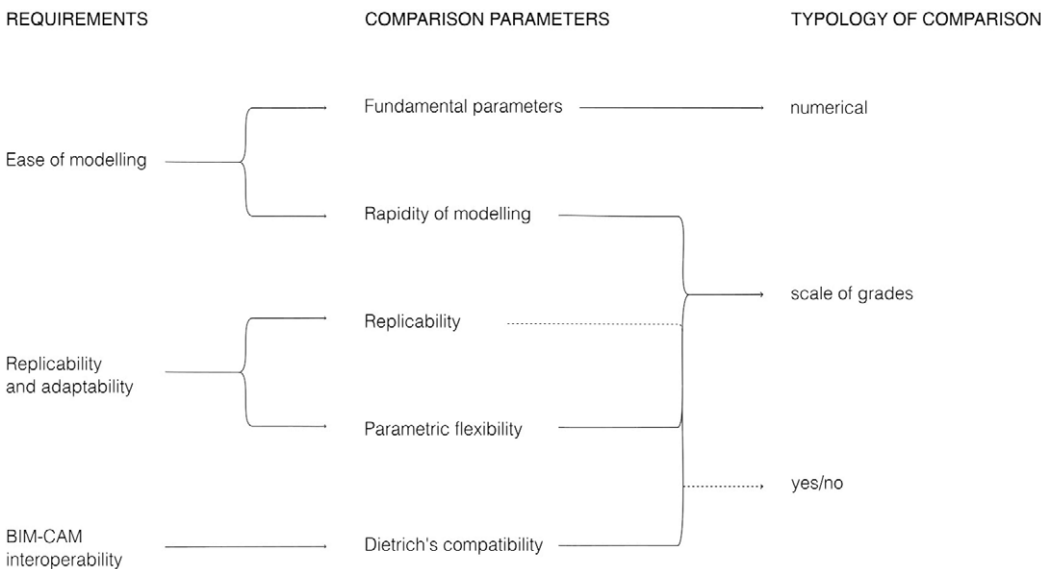 REQUIREMENTS
COMPARISON PARAMETERS
TYPOLOGY OF COMPARISON
Fundamental parameters
numerical
Ease of modelling
Rapidity of modelling
scale of grades
Replicability
Replicability
and adaptability
Parametric flexibility
yes/no
BIM-CAM
interoperability
Dietrich's compatibility